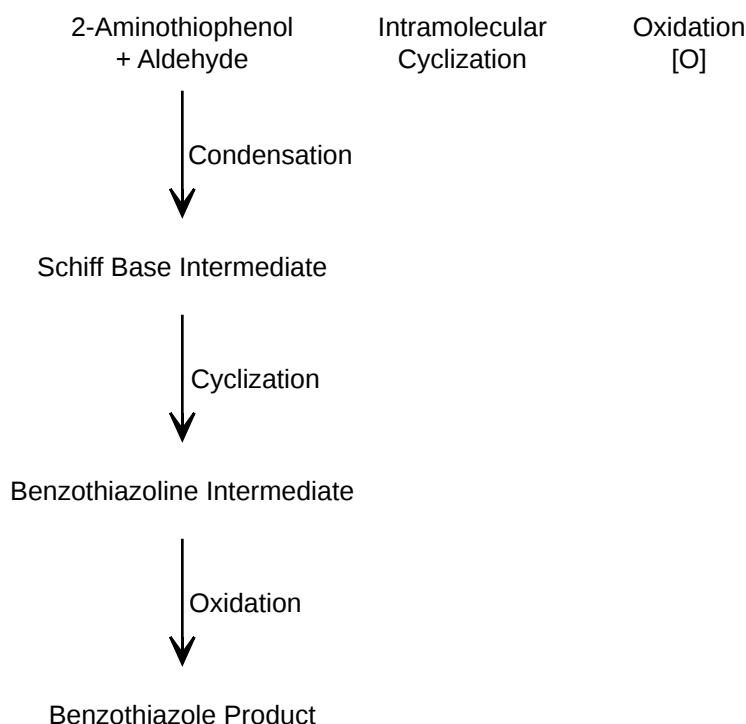 2-Aminothiophenol
+ Aldehyde
Intramolecular
Cyclization
Oxidation
[O]
Condensation
Schiff Base Intermediate
Cyclization
Benzothiazoline Intermediate
Oxidation
Benzothiazole Product